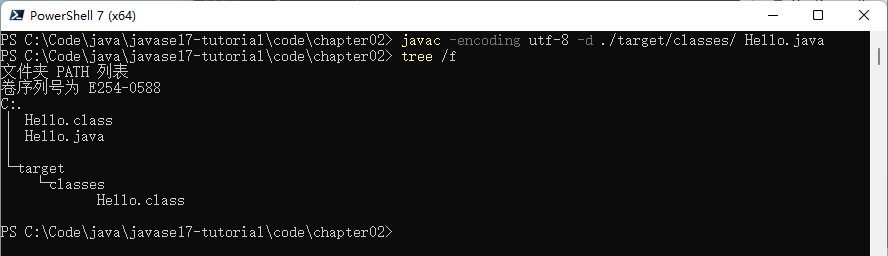 PowerShell 7 (x64)
PS C:\Code\java\javase17-tutorial\code\chapter02> javac -encoding utf-8 -d ./target/classes/ Hello.java
PS C:\Code\java\javase17-tutorial\code\chapter02> tree /f
文件夹 PATH 列表
卷序列号为 E254-0588
C:.
│  Hello.class
│  Hello.java
│
└─target
    └─classes
            Hello.class

PS C:\Code\java\javase17-tutorial\code\chapter02>